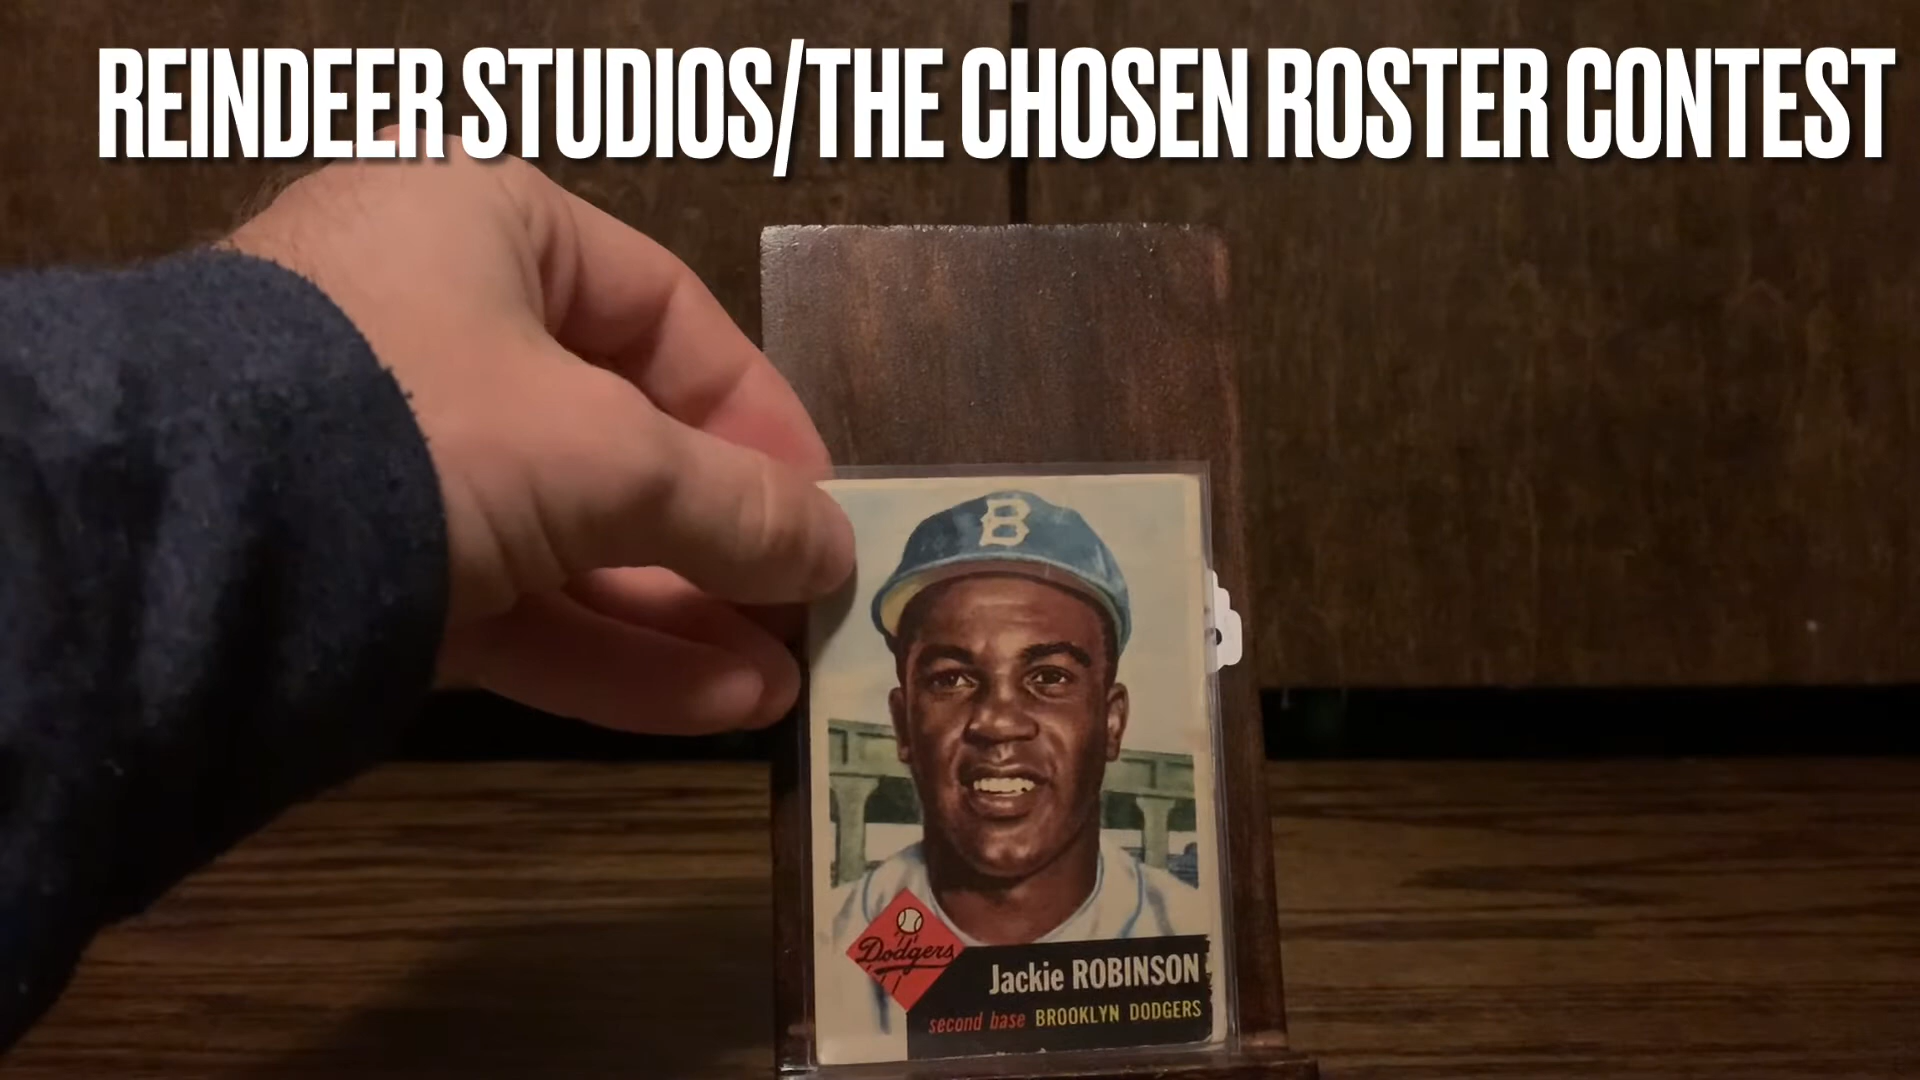 REINDEER STUDIOS/THE CHOSEN ROSTER CONTEST
B
Dodgers
Jackie ROBINSON
second base BROOKLYN DODGERS